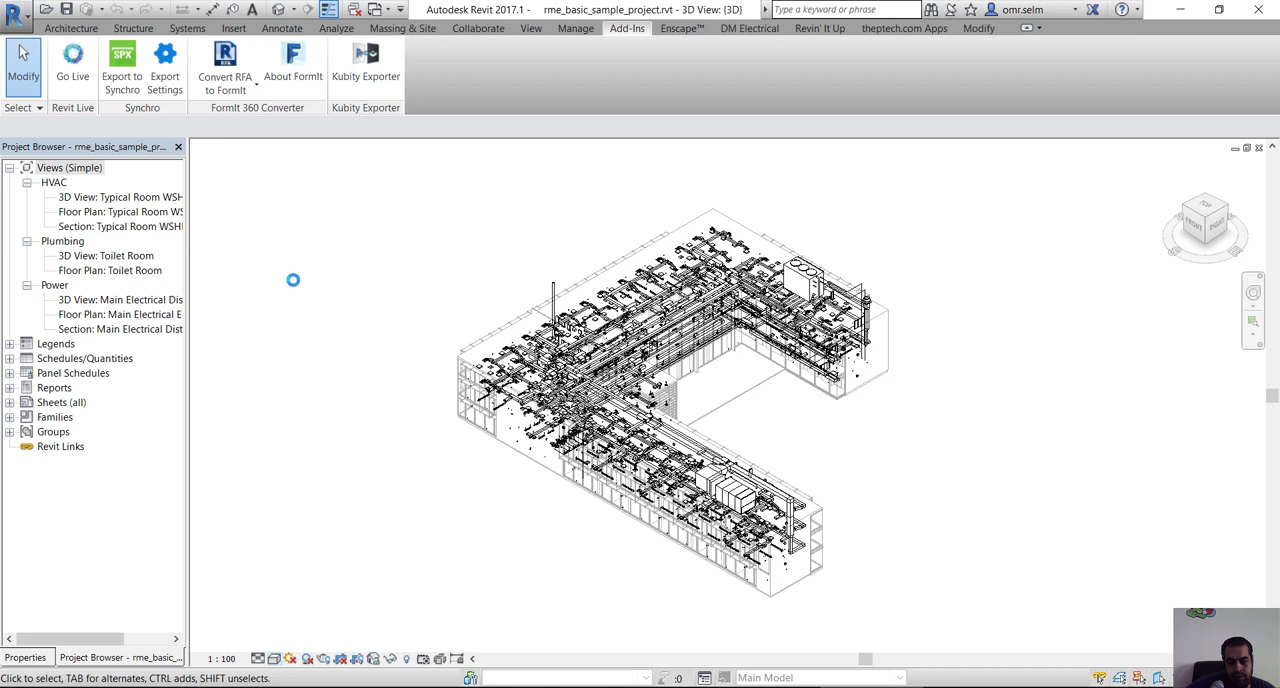 Autodesk Revit 2017.1 - rme_basic_sample_project.rvt - 3D View: {3D}
Type a keyword or phrase
omr.selm
Architecture Structure Systems Insert Annotate Analyze Massing & Site Collaborate View Manage Add-Ins Enscape™ DM Electrical Revin' It Up theptech.com Apps Modify
Modify
Go Live
SPX
Export to
Synchro
Export
Settings
Convert RFA
to FormIt
About FormIt
Kubity Exporter
Select
Revit Live
Synchro
FormIt 360 Converter
Kubity Exporter
Project Browser - rme_basic_sample_pr...
Views (Simple)
HVAC
3D View: Typical Room WSH
Floor Plan: Typical Room WS
Section: Typical Room WSHI
Plumbing
3D View: Toilet Room
Floor Plan: Toilet Room
Power
3D View: Main Electrical Dis
Floor Plan: Main Electrical E
Section: Main Electrical Dist
Legends
Schedules/Quantities
Panel Schedules
Reports
Sheets (all)
Families
Groups
Revit Links
TOP
FRONT
RIGHT
Properties
Project Browser - rme_basic_...
1 : 100
Click to select, TAB for alternates, CTRL adds, SHIFT unselects.
:0
Main Model